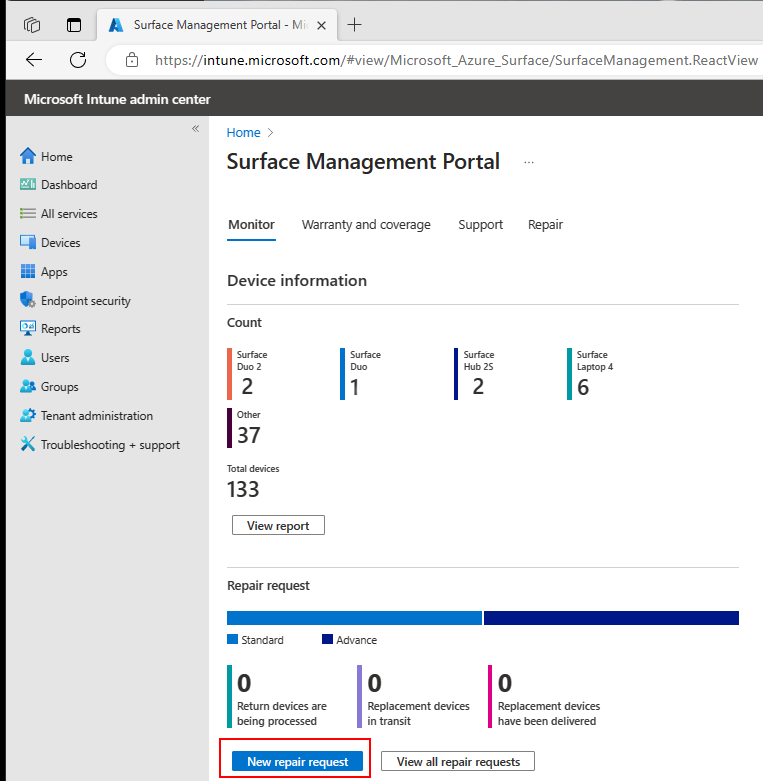 Surface Management Portal - Mi
https://intune.microsoft.com/#view/Microsoft_Azure_Surface/SurfaceManagement.ReactView
Microsoft Intune admin center
Home
Dashboard
All services
Devices
Apps
Endpoint security
Reports
Users
Groups
Tenant administration
Troubleshooting + support
Home
Surface Management Portal
...
Monitor Warranty and coverage Support Repair
Device information
Count
Surface
Duo 2
2
Surface
Duo
1
Surface
Hub 2S
2
Surface
Laptop 4
6
Other
37
Total devices
133
View report
Repair request
Standard Advance
0
Return devices are
being processed
0
Replacement devices
in transit
0
Replacement devices
have been delivered
New repair request View all repair requests